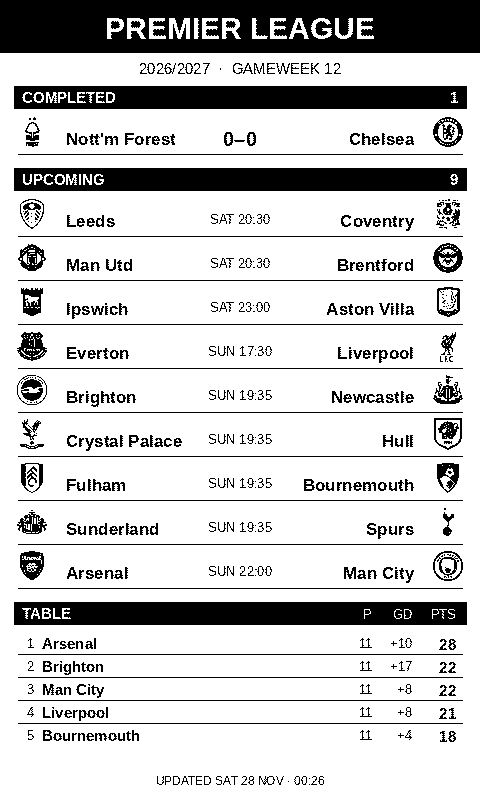 PREMIER LEAGUE
2026/2027 · GAMEWEEK 12
COMPLETED 1
Nott'm Forest 0–0 Chelsea
UPCOMING 9
Leeds SAT 20:30 Coventry
Man Utd SAT 20:30 Brentford
Ipswich SAT 23:00 Aston Villa
Everton SUN 17:30 Liverpool
Brighton SUN 19:35 Newcastle
Crystal Palace SUN 19:35 Hull
Fulham SUN 19:35 Bournemouth
Sunderland SUN 19:35 Spurs
Arsenal SUN 22:00 Man City
TABLE P GD PTS
1 Arsenal 11 +10 28
2 Brighton 11 +17 22
3 Man City 11 +8 22
4 Liverpool 11 +8 21
5 Bournemouth 11 +4 18
UPDATED SAT 28 NOV · 00:26